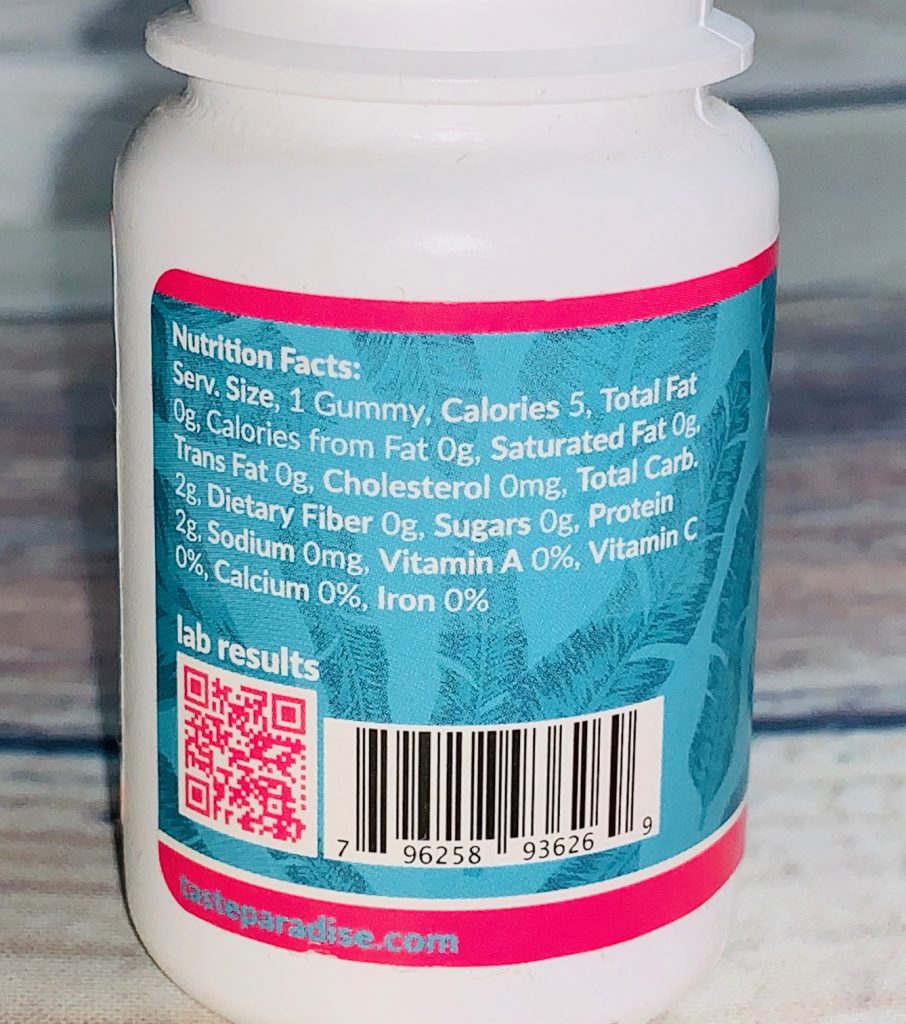 Nutrition Facts:
Serv. Size, 1 Gummy, Calories 5, Total Fat
0g, Calories from Fat 0g, Saturated Fat 0g,
Trans Fat 0g, Cholesterol 0mg, Total Carb.
2g, Dietary Fiber 0g, Sugars 0g, Protein
2g, Sodium 0mg, Vitamin A 0%, Vitamin C
0%, Calcium 0%, Iron 0%
lab results
7 96258 93626 9
tasteparadise.com